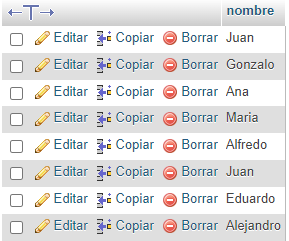 nombre
Editar Copiar Borrar Juan
Editar Copiar Borrar Gonzalo
Editar Copiar Borrar Ana
Editar Copiar Borrar Maria
Editar Copiar Borrar Alfredo
Editar Copiar Borrar Juan
Editar Copiar Borrar Eduardo
Editar Copiar Borrar Alejandro